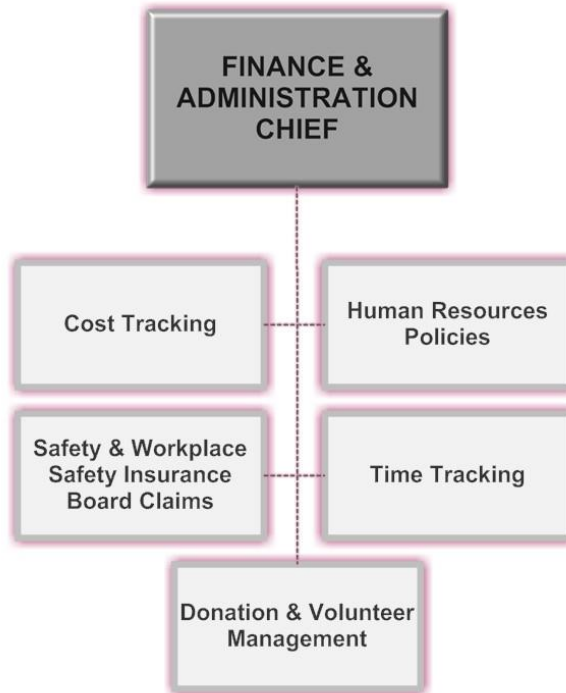 FINANCE &
ADMINISTRATION
CHIEF
Cost Tracking
Human Resources
Policies
Safety & Workplace
Safety Insurance
Board Claims
Time Tracking
Donation & Volunteer
Management